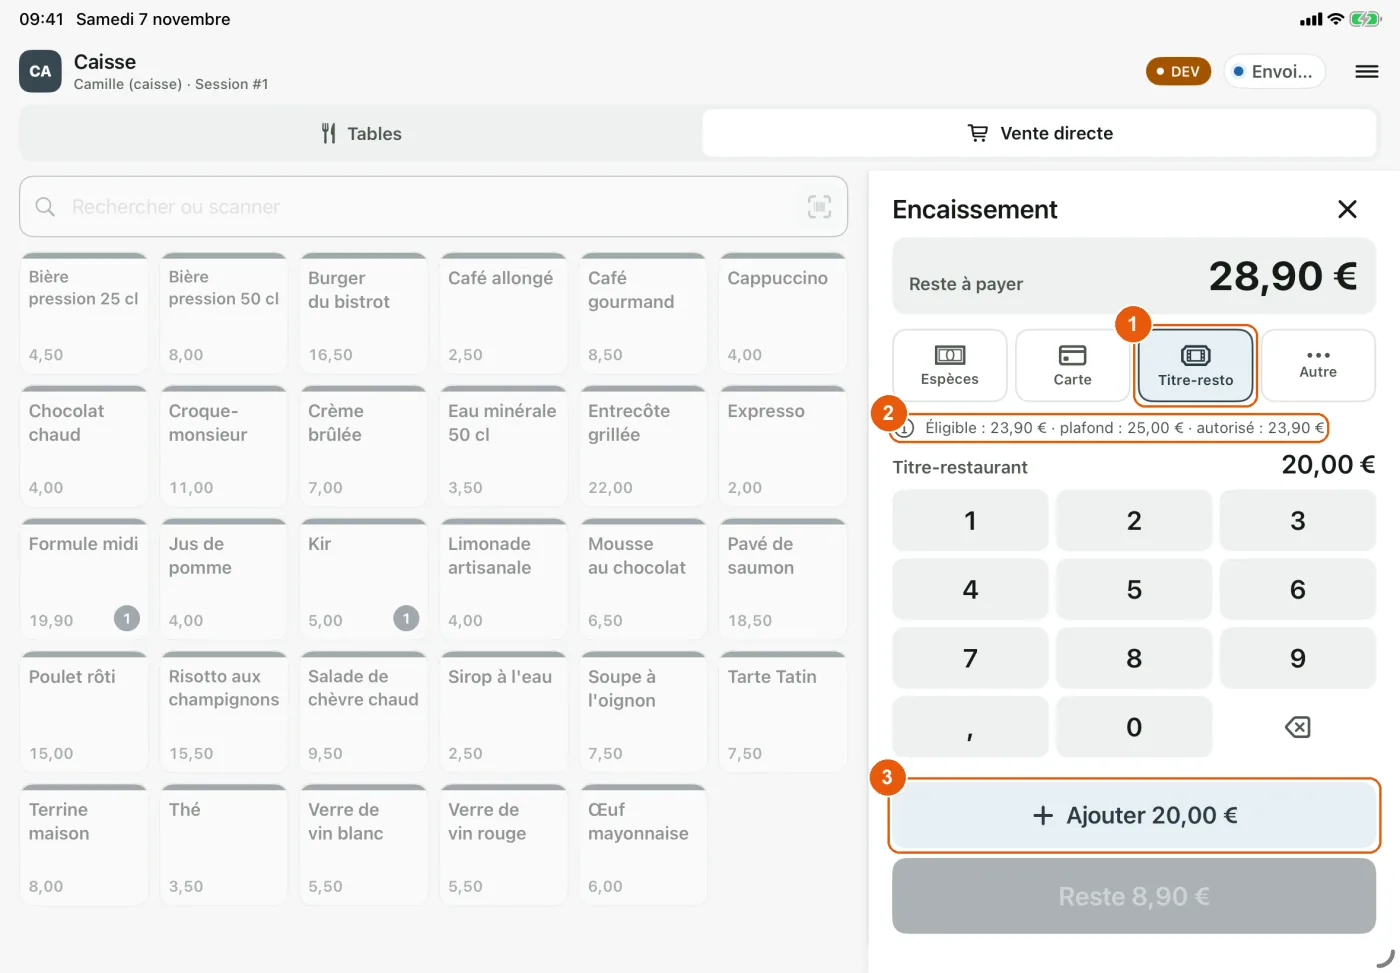 09:41 Samedi 7 novembre
CA
Caisse
Camille (caisse) · Session #1
DEV
Envoi...
Tables
Vente directe
Rechercher ou scanner
Bière
pression 25 cl
4,50
Bière
pression 50 cl
8,00
Burger
du bistrot
16,50
Café allongé
2,50
Café
gourmand
8,50
Cappuccino
4,00
Chocolat
chaud
4,00
Croque-
monsieur
11,00
Crème
brûlée
7,00
Eau minérale
50 cl
3,50
Entrecôte
grillée
22,00
Expresso
2,00
Formule midi
19,90
1
Jus de
pomme
4,00
Kir
5,00
1
Limonade
artisanale
4,00
Mousse
au chocolat
6,50
Pavé de
saumon
18,50
Poulet rôti
15,00
Risotto aux
champignons
15,50
Salade de
chèvre chaud
9,50
Sirop à l'eau
2,50
Soupe à
l'oignon
7,50
Tarte Tatin
7,50
Terrine
maison
8,00
Thé
3,50
Verre de
vin blanc
5,50
Verre de
vin rouge
5,50
Œuf
mayonnaise
6,00
Encaissement
Reste à payer
28,90 €
1
Espèces
Carte
Titre-resto
Autre
2
Éligible : 23,90 € · plafond : 25,00 € · autorisé : 23,90 €
Titre-restaurant
20,00 €
1
2
3
4
5
6
7
8
9
,
0
3
+ Ajouter 20,00 €
Reste 8,90 €